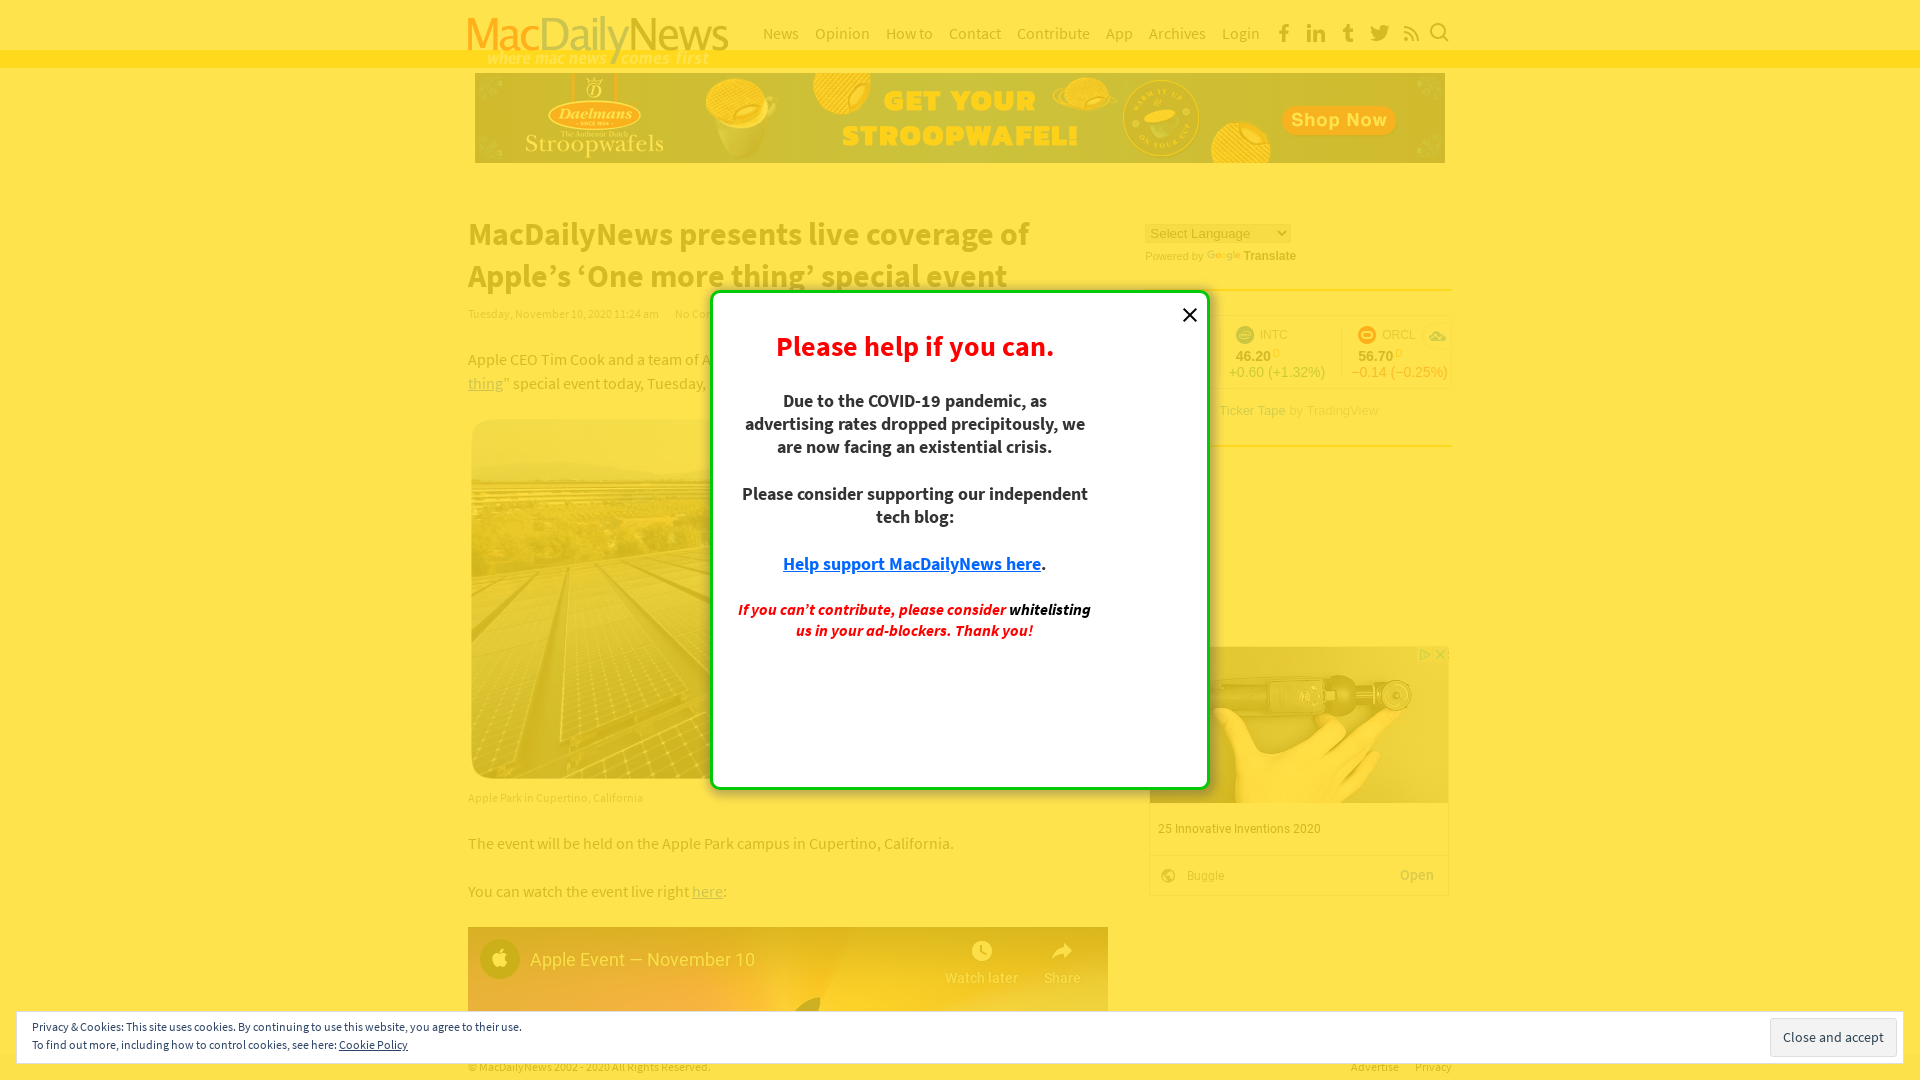 MacDailyNews
where mac news comes first
News Opinion How to Contact Contribute App Archives Login
Daelmans
SINCE 1904
The Authentic Dutch
Stroopwafels
GET YOUR
STROOPWAFEL!
WARM IT UP
ON YOUR CUP
Shop Now
MacDailyNews presents live coverage of
Apple’s ‘One more thing’ special event
Tuesday, November 10, 2020 11:24 am No Com
Apple CEO Tim Cook and a team of A
thing” special event today, Tuesday,
Apple Park in Cupertino, California
The event will be held on the Apple Park campus in Cupertino, California.
You can watch the event live right here:
Apple Event — November 10
Watch later
Share
Select Language
Powered by Google Translate
INTC
46.20 D
+0.60 (+1.32%)
ORCL
56.70 D
−0.14 (−0.25%)
Ticker Tape by TradingView
25 Innovative Inventions 2020
Buggle
Open
Please help if you can.
Due to the COVID-19 pandemic, as
advertising rates dropped precipitously, we
are now facing an existential crisis.
Please consider supporting our independent
tech blog:
Help support MacDailyNews here.
If you can’t contribute, please consider whitelisting
us in your ad-blockers. Thank you!
Privacy & Cookies: This site uses cookies. By continuing to use this website, you agree to their use.
To find out more, including how to control cookies, see here: Cookie Policy
Close and accept
© MacDailyNews 2002 - 2020 All Rights Reserved.
Advertise Privacy